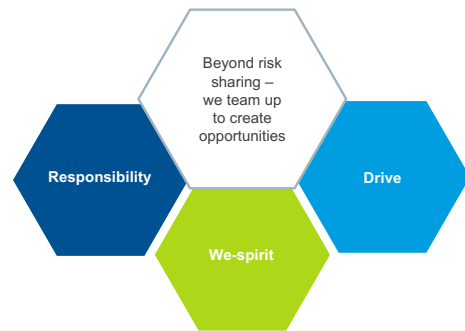 Beyond risk
sharing –
we team up
to create
opportunities
Responsibility
Drive
We-spirit